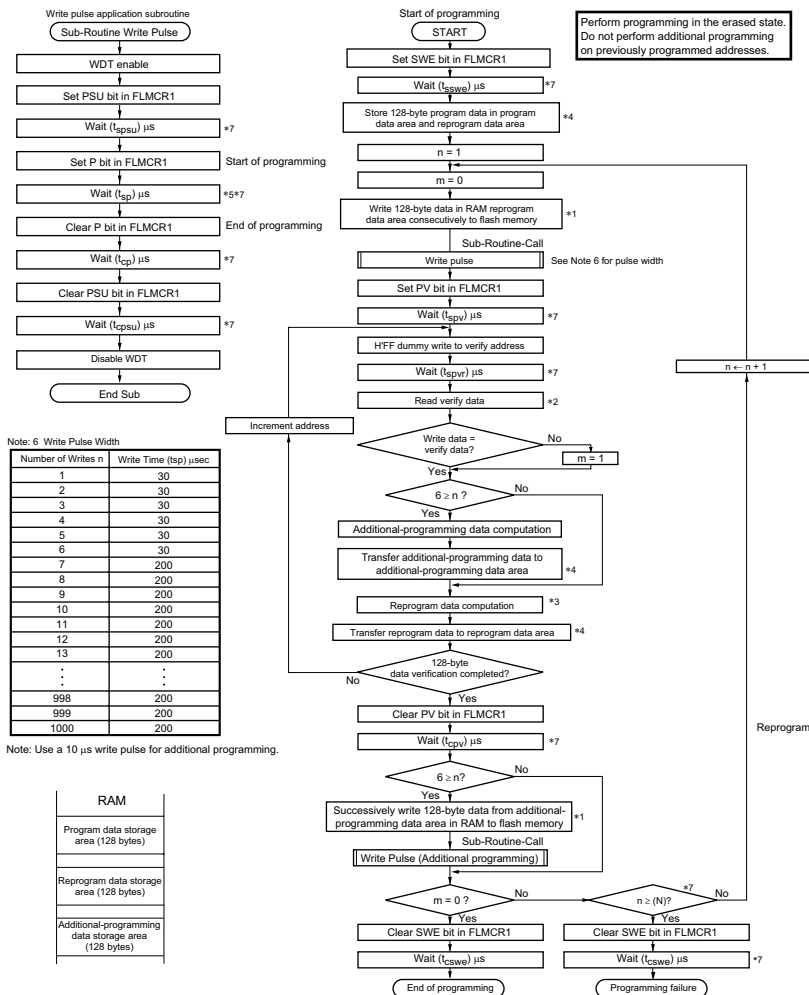 Write pulse application subroutine
Sub-Routine Write Pulse
WDT enable
Set PSU bit in FLMCR1
Wait (tspsu) μs
*7
Set P bit in FLMCR1
Start of programming
Wait (tsp) μs
*5*7
Clear P bit in FLMCR1
End of programming
Wait (tcp) μs
*7
Clear PSU bit in FLMCR1
Wait (tcpsu) μs
*7
Disable WDT
End Sub
Note: 6 Write Pulse Width
Number of Writes n Write Time (tsp) μsec
1 30
2 30
3 30
4 30
5 30
6 30
7 200
8 200
9 200
10 200
11 200
12 200
13 200
998 200
999 200
1000 200
Note: Use a 10 μs write pulse for additional programming.
RAM
Program data storage
area (128 bytes)
Reprogram data storage
area (128 bytes)
Additional-programming
data storage area
(128 bytes)
Start of programming
START
Set SWE bit in FLMCR1
Wait (tsswe) μs
*7
Store 128-byte program data in program
data area and reprogram data area
*4
n = 1
m = 0
Write 128-byte data in RAM reprogram
data area consecutively to flash memory
*1
Sub-Routine-Call
Write pulse
See Note 6 for pulse width
Set PV bit in FLMCR1
Wait (tspv) μs
*7
H'FF dummy write to verify address
Wait (tspvr) μs
*7
Read verify data
*2
Increment address
Write data =
verify data?
No
m = 1
Yes
6 ≥ n ?
No
Yes
Additional-programming data computation
Transfer additional-programming data to
additional-programming data area
*4
Reprogram data computation
*3
Transfer reprogram data to reprogram data area
*4
128-byte
data verification completed?
No
Yes
Clear PV bit in FLMCR1
Wait (tcpv) μs
*7
6 ≥ n?
No
Yes
Successively write 128-byte data from additional-
programming data area in RAM to flash memory
*1
Sub-Routine-Call
Write Pulse (Additional programming)
m = 0 ?
No
Yes
Clear SWE bit in FLMCR1
Wait (tcswe) μs
End of programming
*7
n ≥ (N)?
No
Yes
Clear SWE bit in FLMCR1
Wait (tcswe) μs
*7
Programming failure
n ← n + 1
Reprogram
Perform programming in the erased state.
Do not perform additional programming
on previously programmed addresses.